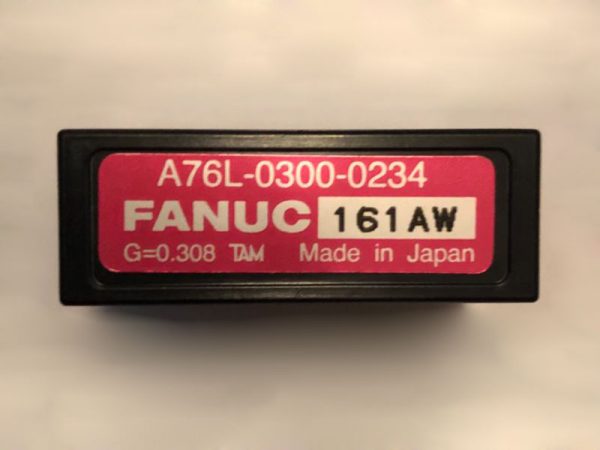 A76L-0300-0234
FANUC 161AW
G=0.308 TAM Made in Japan